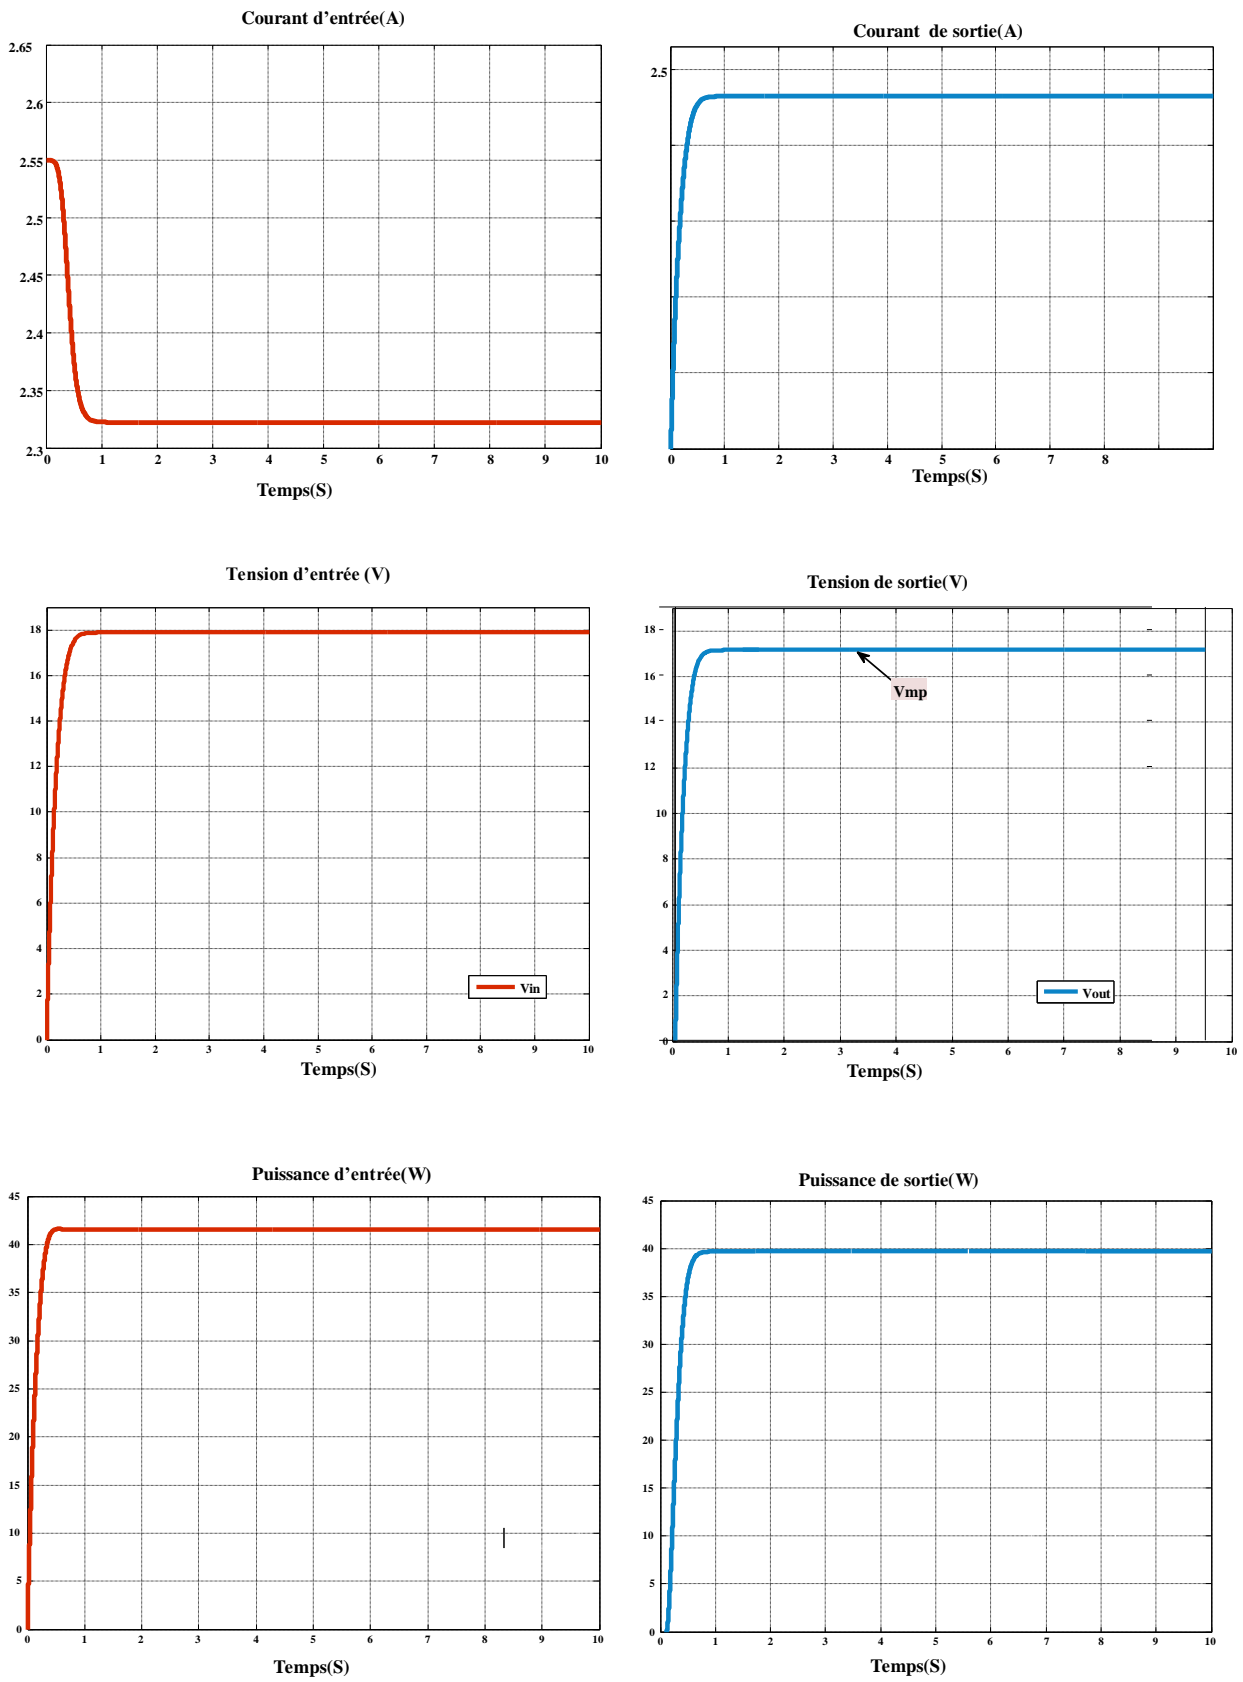 Courant d'entrée(A)
2.65
2.6
2.55
2.5
2.45
2.4
2.35
2.3
0 1 2 3 4 5 6 7 8 9 10
Temps(S)
Courant de sortie(A)
2.5
0 1 2 3 4 5 6 7 8
Temps(S)
Tension d'entrée (V)
18
16
14
12
10
8
6
4
2
0
Vin
0 1 2 3 4 5 6 7 8 9 10
Temps(S)
Tension de sortie(V)
18
16
Vmp
14
12
10
8
6
4
2
Vout
0
0 1 2 3 4 5 6 7 8 9 10
Temps(S)
Puissance d'entrée(W)
45
40
35
30
25
20
15
10
5
0
0 1 2 3 4 5 6 7 8 9 10
Temps(S)
Puissance de sortie(W)
45
40
35
30
25
20
15
10
5
0
0 1 2 3 4 5 6 7 8 9 10
Temps(S)